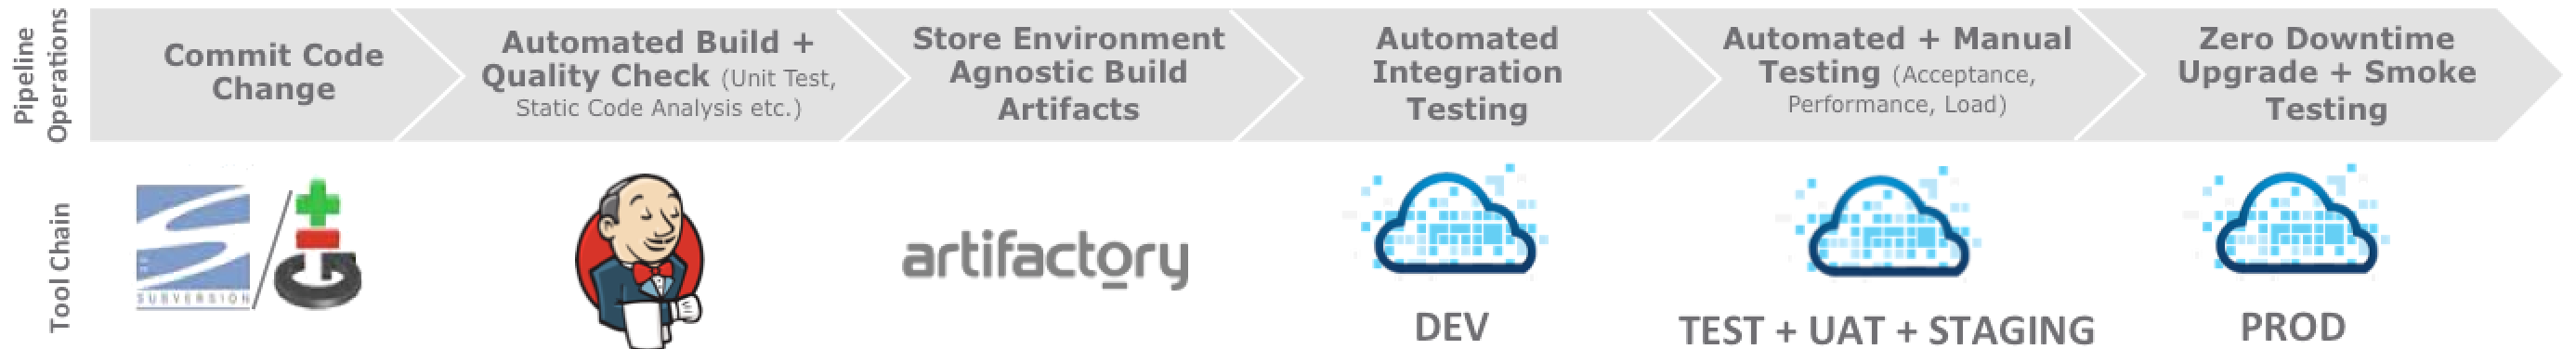 Pipeline
Operations
Commit Code
Change
Automated Build +
Quality Check (Unit Test,
Static Code Analysis etc.)
Store Environment
Agnostic Build
Artifacts
Automated
Integration
Testing
Automated + Manual
Testing (Acceptance,
Performance, Load)
Zero Downtime
Upgrade + Smoke
Testing
Tool Chain
SUBVERSION
artifactory
DEV
TEST + UAT + STAGING
PROD